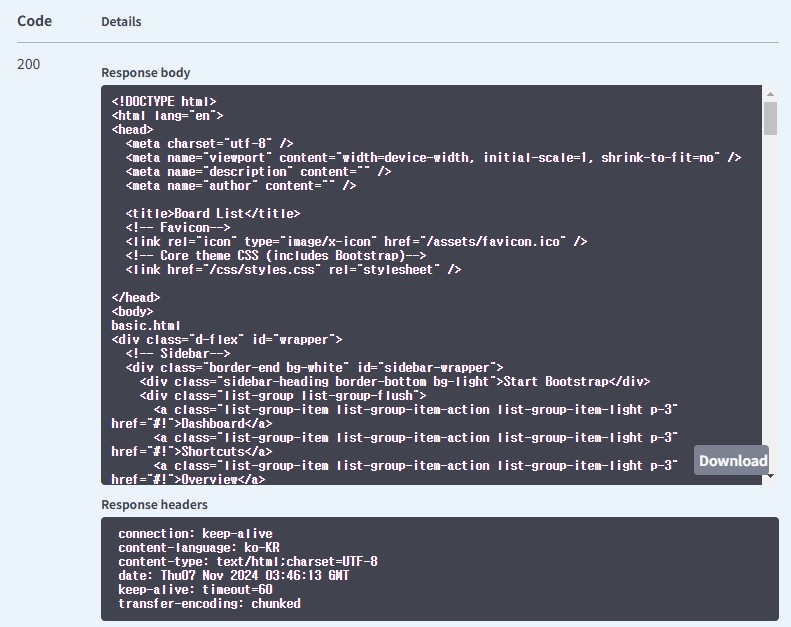 Code Details
200
Response body
<!DOCTYPE html>
<html lang="en">
<head>
  <meta charset="utf-8" />
  <meta name="viewport" content="width=device-width, initial-scale=1, shrink-to-fit=no" />
  <meta name="description" content="" />
  <meta name="author" content="" />

  <title>Board List</title>
  <!-- Favicon-->
  <link rel="icon" type="image/x-icon" href="/assets/favicon.ico" />
  <!-- Core theme CSS (includes Bootstrap)-->
  <link href="/css/styles.css" rel="stylesheet" />

</head>
<body>
basic.html
<div class="d-flex" id="wrapper">
  <!-- Sidebar-->
  <div class="border-end bg-white" id="sidebar-wrapper">
    <div class="sidebar-heading border-bottom bg-light">Start Bootstrap</div>
    <div class="list-group list-group-flush">
      <a class="list-group-item list-group-item-action list-group-item-light p-3"
href="#!">Dashboard</a>
      <a class="list-group-item list-group-item-action list-group-item-light p-3"
href="#!">Shortcuts</a>
      <a class="list-group-item list-group-item-action list-group-item-light p-3"
href="#!">Overview</a>
Download
Response headers
connection: keep-alive
content-language: ko-KR
content-type: text/html;charset=UTF-8
date: Thu07 Nov 2024 03:46:13 GMT
keep-alive: timeout=60
transfer-encoding: chunked